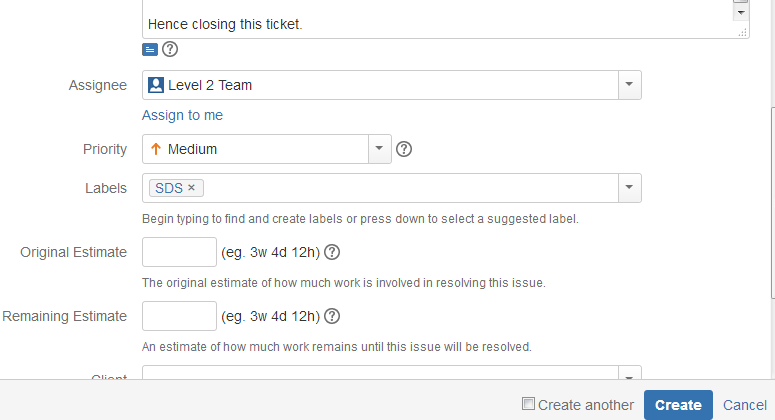 Hence closing this ticket.
Assignee Level 2 Team
Assign to me
Priority Medium
Labels SDS ×
Begin typing to find and create labels or press down to select a suggested label.
Original Estimate (eg. 3w 4d 12h)
The original estimate of how much work is involved in resolving this issue.
Remaining Estimate (eg. 3w 4d 12h)
An estimate of how much work remains until this issue will be resolved.
Client
Create another Create Cancel